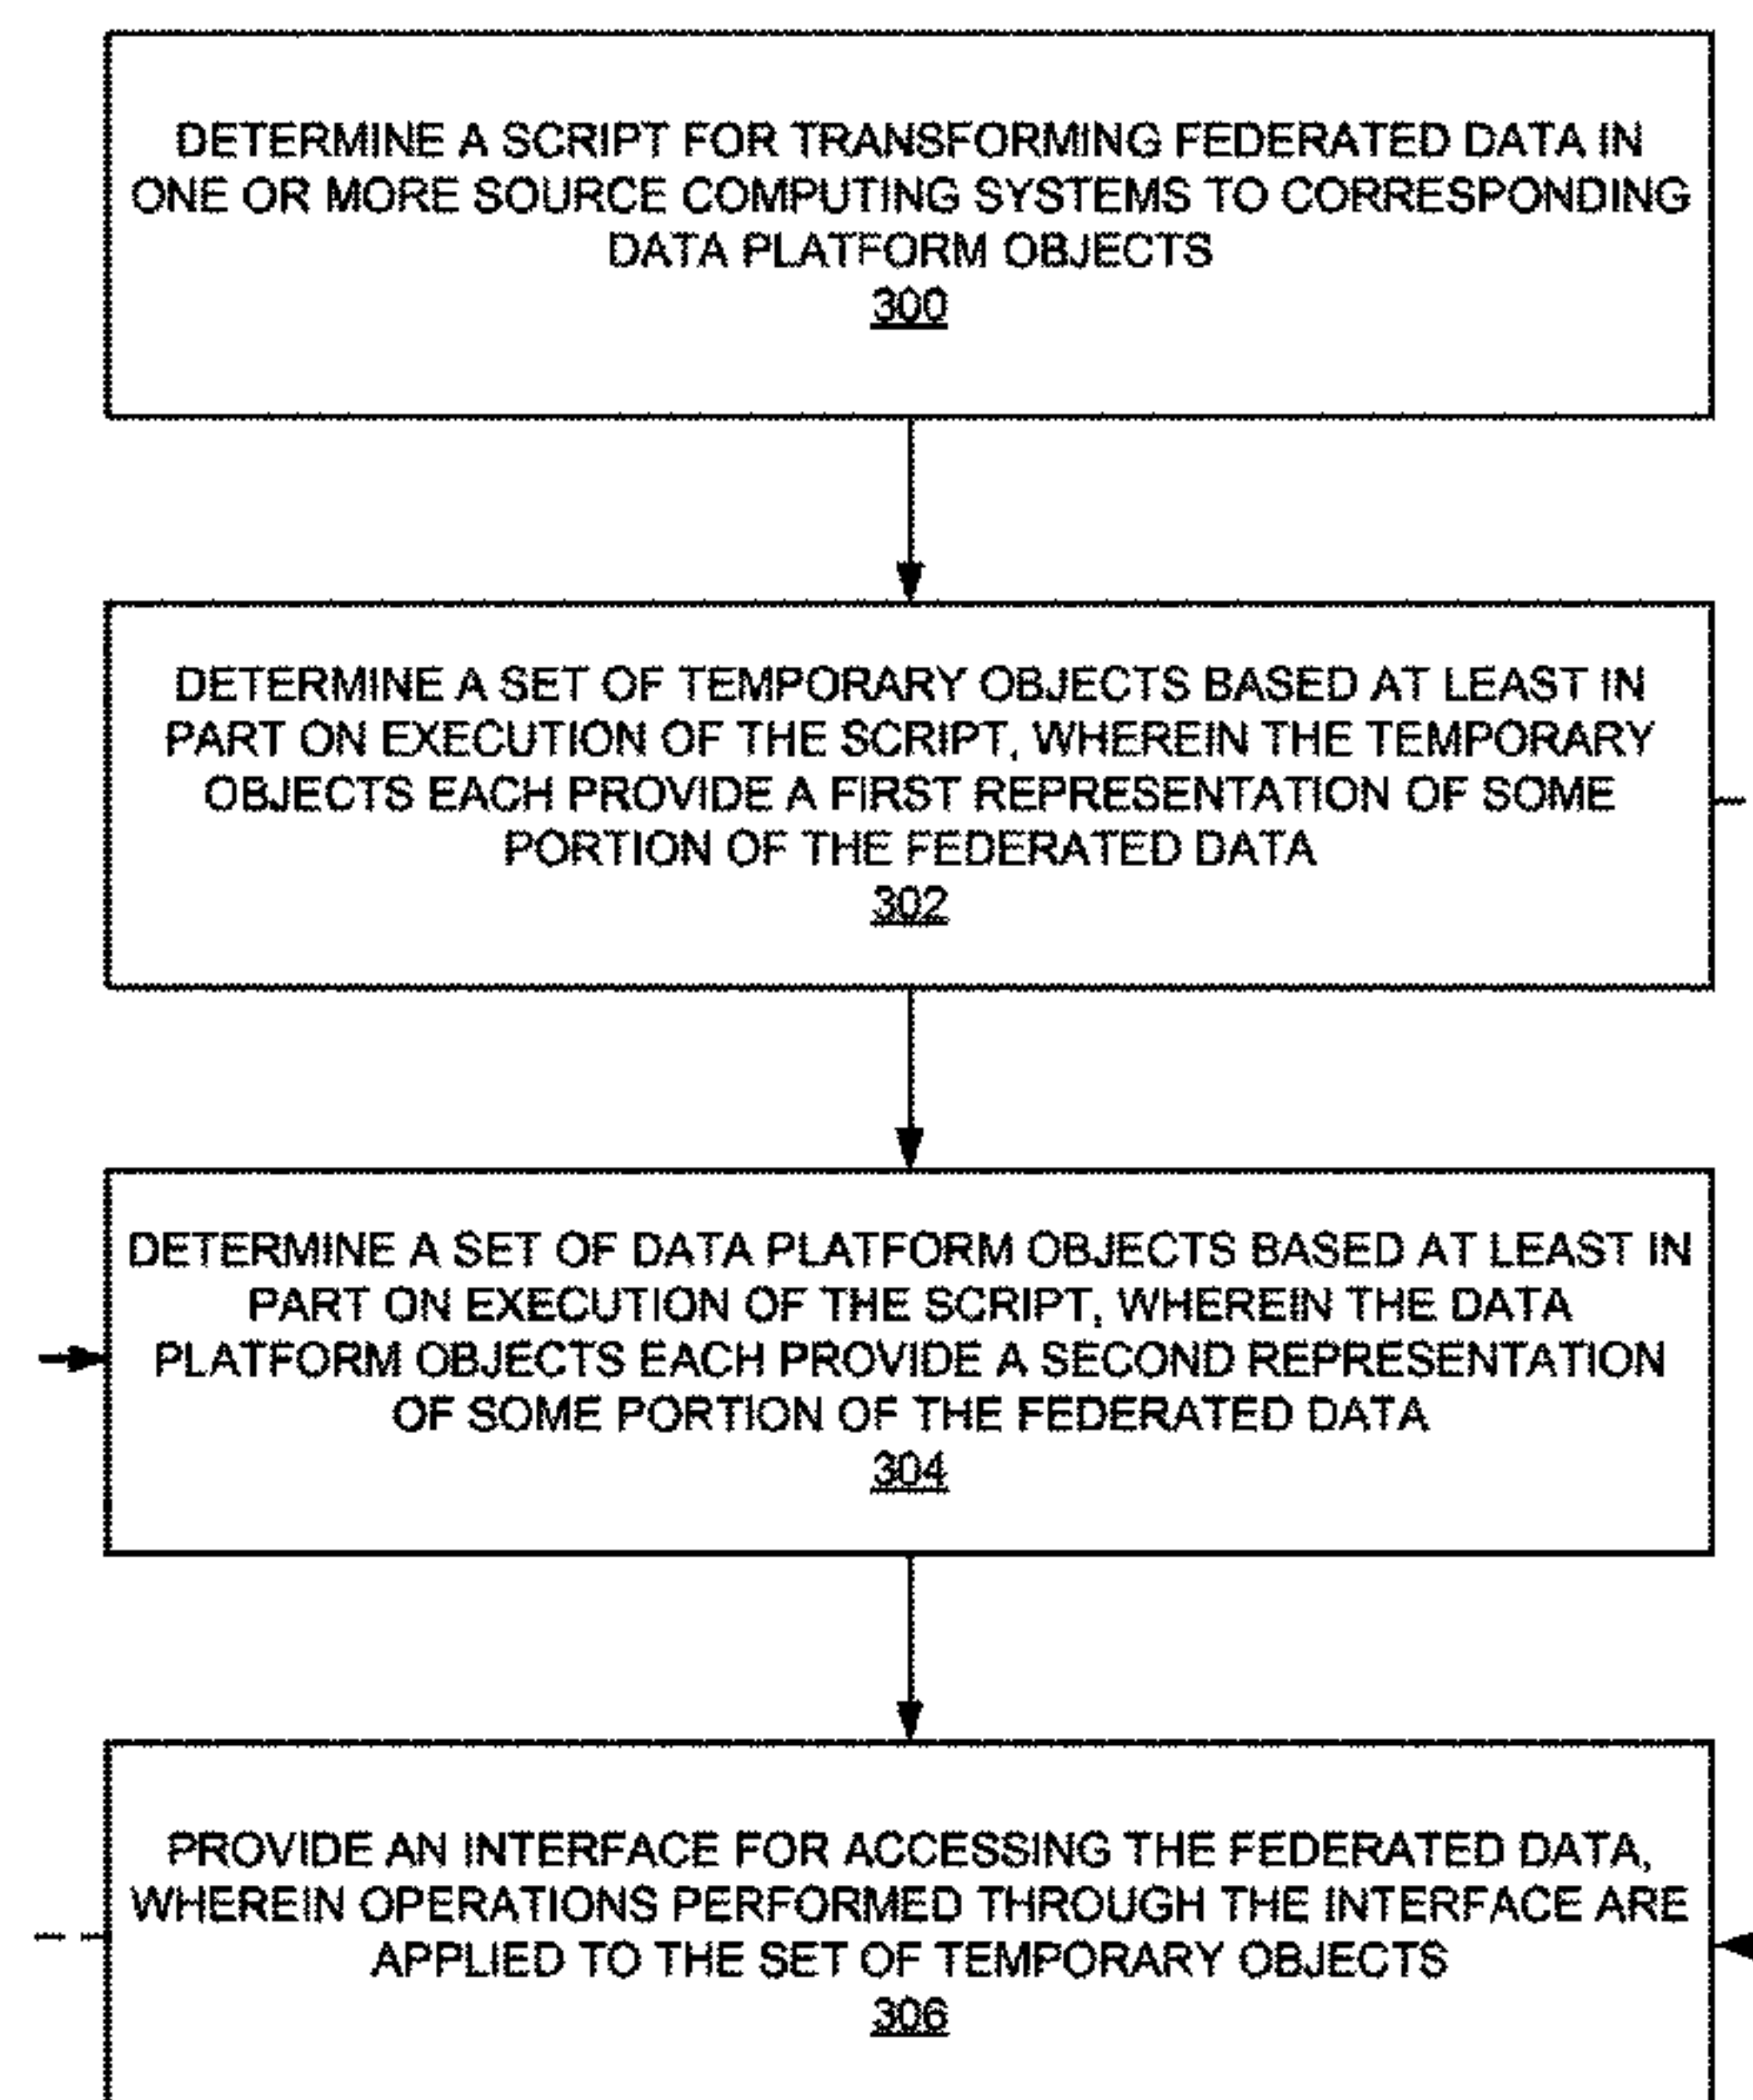 DETERMINE A SCRIPT FOR TRANSFORMING FEDERATED DATA IN
ONE OR MORE SOURCE COMPUTING SYSTEMS TO CORRESPONDING
DATA PLATFORM OBJECTS
300
DETERMINE A SET OF TEMPORARY OBJECTS BASED AT LEAST IN
PART ON EXECUTION OF THE SCRIPT, WHEREIN THE TEMPORARY
OBJECTS EACH PROVIDE A FIRST REPRESENTATION OF SOME
PORTION OF THE FEDERATED DATA
302
DETERMINE A SET OF DATA PLATFORM OBJECTS BASED AT LEAST IN
PART ON EXECUTION OF THE SCRIPT, WHEREIN THE DATA
PLATFORM OBJECTS EACH PROVIDE A SECOND REPRESENTATION
OF SOME PORTION OF THE FEDERATED DATA
304
PROVIDE AN INTERFACE FOR ACCESSING THE FEDERATED DATA,
WHEREIN OPERATIONS PERFORMED THROUGH THE INTERFACE ARE
APPLIED TO THE SET OF TEMPORARY OBJECTS
306